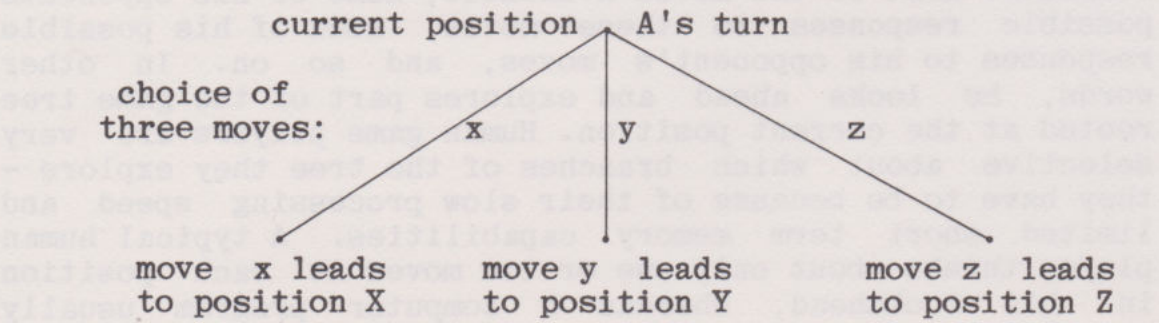 current position A's turn
choice of
three moves: x y z
move x leads move y leads move z leads
to position X to position Y to position Z